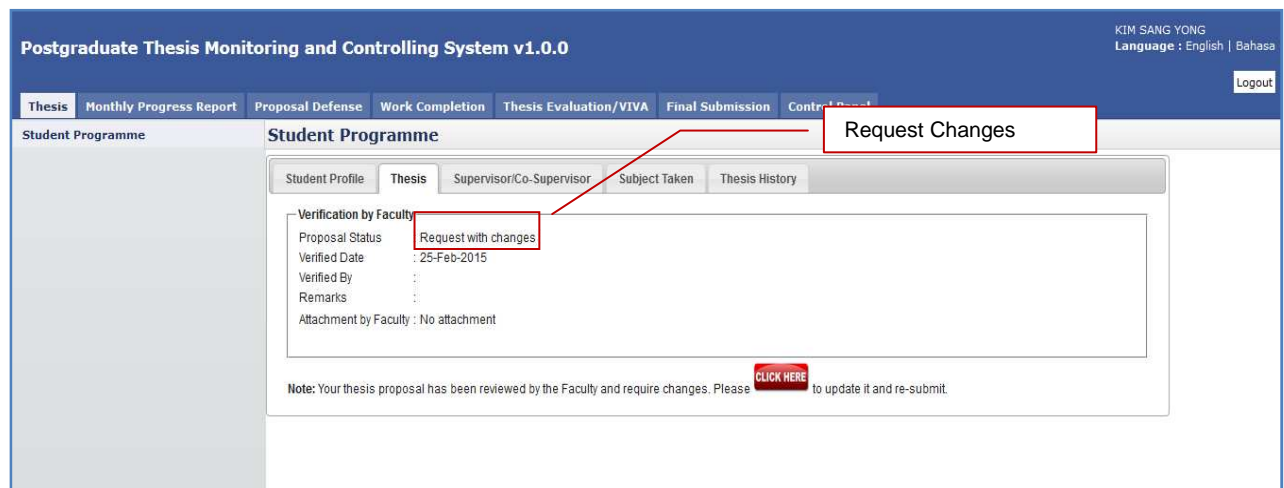 KIM SANG YONG
Postgraduate Thesis Monitoring and Controlling System v1.0.0
Language : English | Bahasa
Logout
Thesis Monthly Progress Report Proposal Defense Work Completion Thesis Evaluation/VIVA Final Submission Control Panel
Student Programme
Student Programme
Request Changes
Student Profile Thesis Supervisor/Co-Supervisor Subject Taken Thesis History
Verification by Faculty
Proposal Status : Request with changes
Verified Date : 25-Feb-2015
Verified By :
Remarks :
Attachment by Faculty : No attachment
Note: Your thesis proposal has been reviewed by the Faculty and require changes. Please CLICK HERE to update it and re-submit.